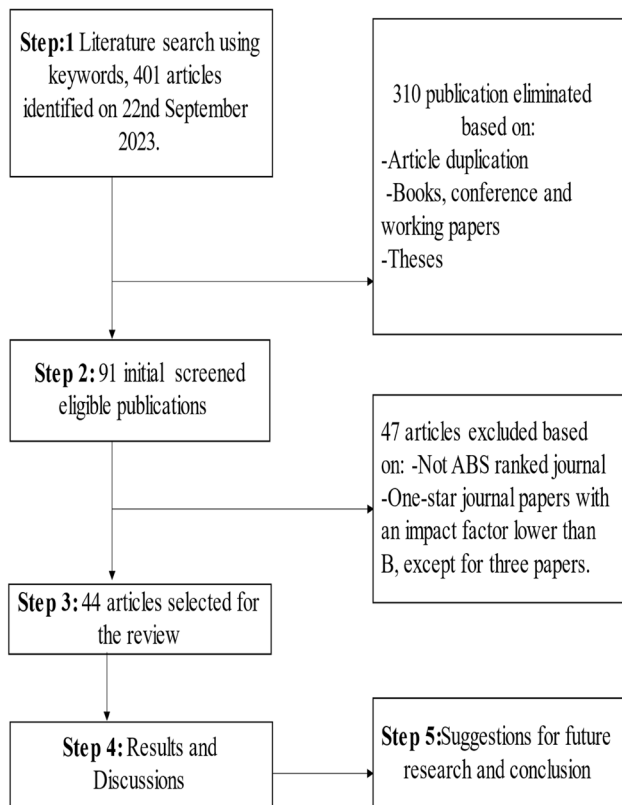 Step:1 Literature search using
keywords, 401 articles
identified on 22nd September
2023.
310 publication eliminated
based on:
-Article duplication
-Books, conference and
working papers
-Theses
Step 2: 91 initial screened
eligible publications
47 articles excluded based
on: -Not ABS ranked journal
-One-star journal papers with
an impact factor lower than
B, except for three papers.
Step 3: 44 articles selected for
the review
Step 4: Results and
Discussions
Step 5:Suggestions for future
research and conclusion